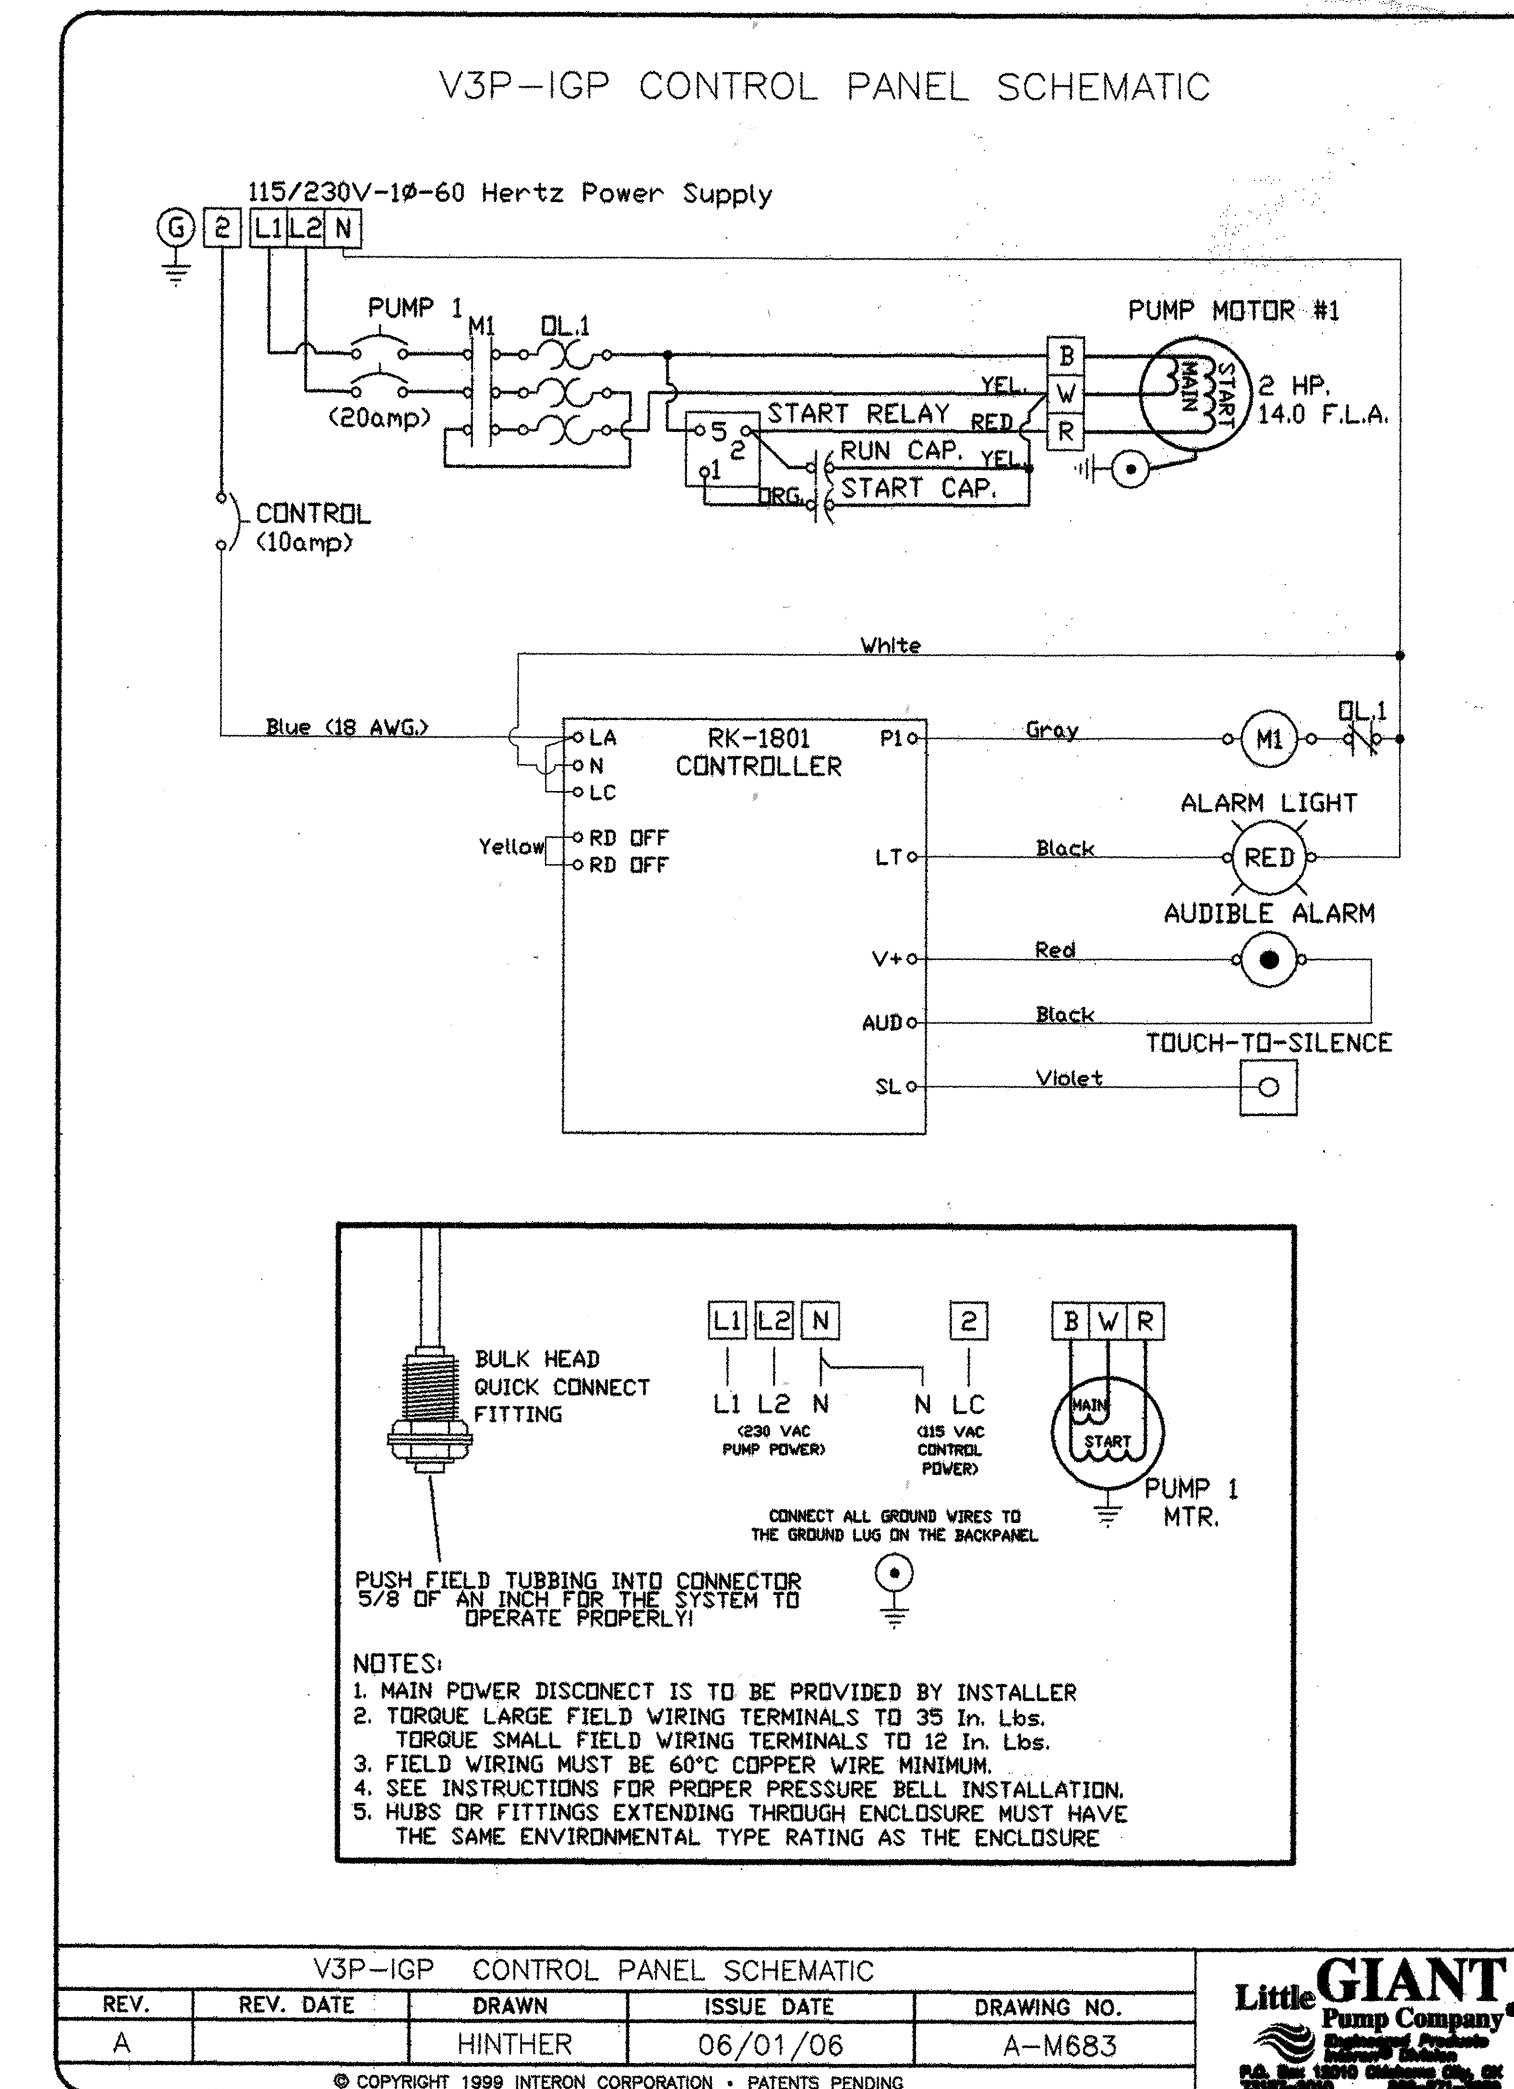 V3P-IGP CONTROL PANEL SCHEMATIC
115/230V-1Ø-60 Hertz Power Supply
G 2 L1 L2 N
PUMP 1
M1
OL.1
(20amp)
PUMP MOTOR #1
B
W
R
MAIN
START
2 HP.
14.0 F.L.A.
YEL.
START RELAY
RED
5
2
1
RUN CAP.
YEL.
ORG.
START CAP.
CONTROL
(10amp)
White
Blue (18 AWG.)
RK-1801
CONTROLLER
LA
N
LC
Yellow
RD OFF
RD OFF
P1
Gray
M1
OL.1
ALARM LIGHT
LT
Black
RED
AUDIBLE ALARM
V+
Red
AUD
Black
TOUCH-TO-SILENCE
SL
Violet
BULK HEAD
QUICK CONNECT
FITTING
L1 L2 N 2
L1 L2 N N LC
(230 VAC
PUMP POWER)
(115 VAC
CONTROL
POWER)
B W R
MAIN
START
PUMP 1
MTR.
CONNECT ALL GROUND WIRES TO
THE GROUND LUG ON THE BACKPANEL
PUSH FIELD TUBBING INTO CONNECTOR
5/8 OF AN INCH FOR THE SYSTEM TO
OPERATE PROPERLY!
NOTES:
1. MAIN POWER DISCONECT IS TO BE PROVIDED BY INSTALLER
2. TORQUE LARGE FIELD WIRING TERMINALS TO 35 In. Lbs.
TORQUE SMALL FIELD WIRING TERMINALS TO 12 In. Lbs.
3. FIELD WIRING MUST BE 60°C COPPER WIRE MINIMUM.
4. SEE INSTRUCTIONS FOR PROPER PRESSURE BELL INSTALLATION.
5. HUBS OR FITTINGS EXTENDING THROUGH ENCLOSURE MUST HAVE
THE SAME ENVIRONMENTAL TYPE RATING AS THE ENCLOSURE
V3P-IGP CONTROL PANEL SCHEMATIC
REV. REV. DATE DRAWN ISSUE DATE DRAWING NO.
A HINTHER 06/01/06 A-M683
© COPYRIGHT 1999 INTERON CORPORATION • PATENTS PENDING
Little GIANT
Pump Company
Engineered Products
Interon® Division
P.O. Box 12010 Oklahoma City, OK